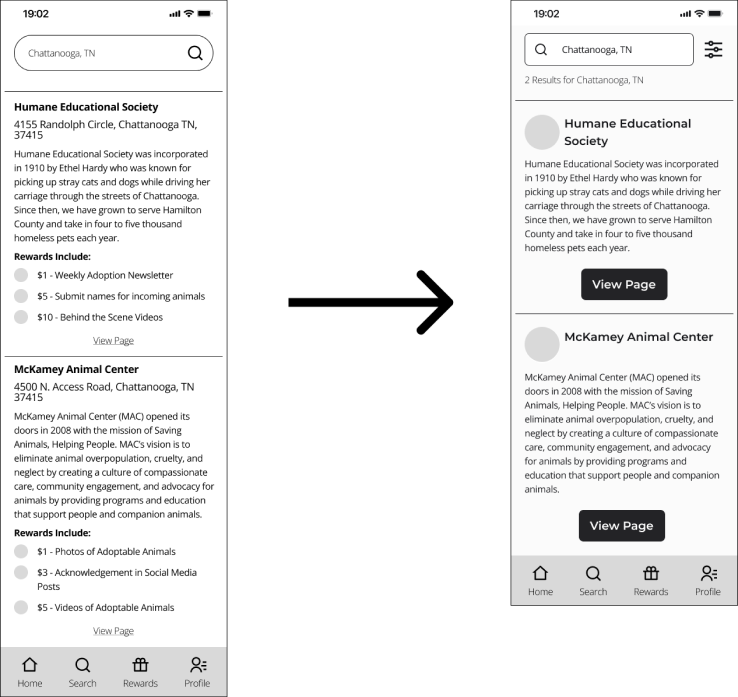 19:02
Chattanooga, TN
Humane Educational Society
4155 Randolph Circle, Chattanooga TN,
37415
Humane Educational Society was incorporated
in 1910 by Ethel Hardy who was known for
picking up stray cats and dogs while driving her
carriage through the streets of Chattanooga.
Since then, we have grown to serve Hamilton
County and take in four to five thousand
homeless pets each year.
Rewards Include:
$1 - Weekly Adoption Newsletter
$5 - Submit names for incoming animals
$10 - Behind the Scene Videos
View Page
McKamey Animal Center
4500 N. Access Road, Chattanooga, TN
37415
McKamey Animal Center (MAC) opened its
doors in 2008 with the mission of Saving
Animals, Helping People. MAC's vision is to
eliminate animal overpopulation, cruelty, and
neglect by creating a culture of compassionate
care, community engagement, and advocacy for
animals by providing programs and education
that support people and companion animals.
Rewards Include:
$1 - Photos of Adoptable Animals
$3 - Acknowledgement in Social Media
Posts
$5 - Videos of Adoptable Animals
View Page
Home Search Rewards Profile
19:02
Chattanooga, TN
2 Results for Chattanooga, TN
Humane Educational
Society
Humane Educational Society was incorporated
in 1910 by Ethel Hardy who was known for
picking up stray cats and dogs while driving her
carriage through the streets of Chattanooga.
Since then, we have grown to serve Hamilton
County and take in four to five thousand
homeless pets each year.
View Page
McKamey Animal Center
McKamey Animal Center (MAC) opened its
doors in 2008 with the mission of Saving
Animals, Helping People. MAC's vision is to
eliminate animal overpopulation, cruelty, and
neglect by creating a culture of compassionate
care, community engagement, and advocacy
for animals by providing programs and
education that support people and companion
animals.
View Page
Home Search Rewards Profile